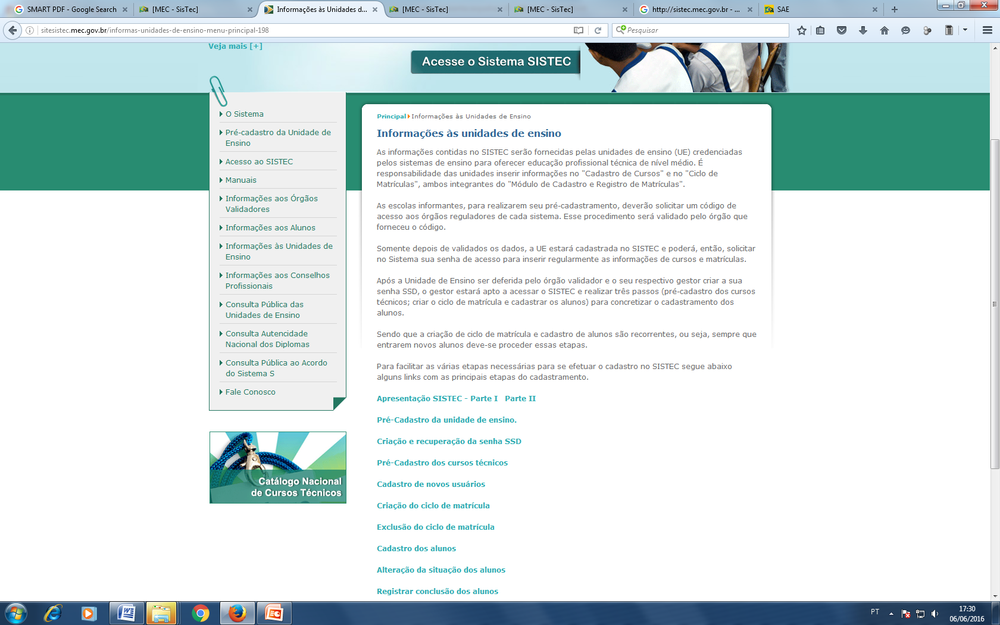 SMART PDF - Google Search
[MEC - SisTec]
Informações às Unidades d...
[MEC - SisTec]
[MEC - SisTec]
http://sistec.mec.gov.br - ...
SAE
sitesistec.mec.gov.br/informas-unidades-de-ensino-menu-principal-198
Pesquisar
Veja mais [+]
Acesse o Sistema SISTEC
O Sistema
Pré-cadastro da Unidade de
Ensino
Acesso ao SISTEC
Manuais
Informações aos Órgãos
Validadores
Informações aos Alunos
Informações às Unidades de
Ensino
Informações aos Conselhos
Profissionais
Consulta Pública das
Unidades de Ensino
Consulta Autencidade
Nacional dos Diplomas
Consulta Pública ao Acordo
do Sistema S
Fale Conosco
Catálogo Nacional
de Cursos Técnicos
Principal Informações às Unidades de Ensino
Informações às unidades de ensino
As informações contidas no SISTEC serão fornecidas pelas unidades de ensino (UE) credenciadas
pelos sistemas de ensino para oferecer educação profissional técnica de nível médio. É
responsabilidade das unidades inserir informações no "Cadastro de Cursos" e no "Ciclo de
Matrículas", ambos integrantes do "Módulo de Cadastro e Registro de Matrículas".
As escolas informantes, para realizarem seu pré-cadastramento, deverão solicitar um código de
acesso aos órgãos reguladores de cada sistema. Esse procedimento será validado pelo órgão que
forneceu o código.
Somente depois de validados os dados, a UE estará cadastrada no SISTEC e poderá, então, solicitar
no Sistema sua senha de acesso para inserir regularmente as informações de cursos e matrículas.
Após a Unidade de Ensino ser deferida pelo órgão validador e o seu respectivo gestor criar a sua
senha SSD, o gestor estará apto a acessar o SISTEC e realizar três passos (pré-cadastro dos cursos
técnicos; criar o ciclo de matrícula e cadastrar os alunos) para concretizar o cadastramento dos
alunos.
Sendo que a criação de ciclo de matrícula e cadastro de alunos são recorrentes, ou seja, sempre que
entrarem novos alunos deve-se proceder essas etapas.
Para facilitar as várias etapas necessárias para se efetuar o cadastro no SISTEC segue abaixo
alguns links com as principais etapas do cadastramento.
Apresentação SISTEC - Parte I Parte II
Pré-Cadastro da unidade de ensino.
Criação e recuperação da senha SSD
Pré-Cadastro dos cursos técnicos
Cadastro de novos usuários
Criação do ciclo de matrícula
Exclusão do ciclo de matrícula
Cadastro dos alunos
Alteração da situação dos alunos
Registrar conclusão dos alunos
PT
17:30
06/06/2016